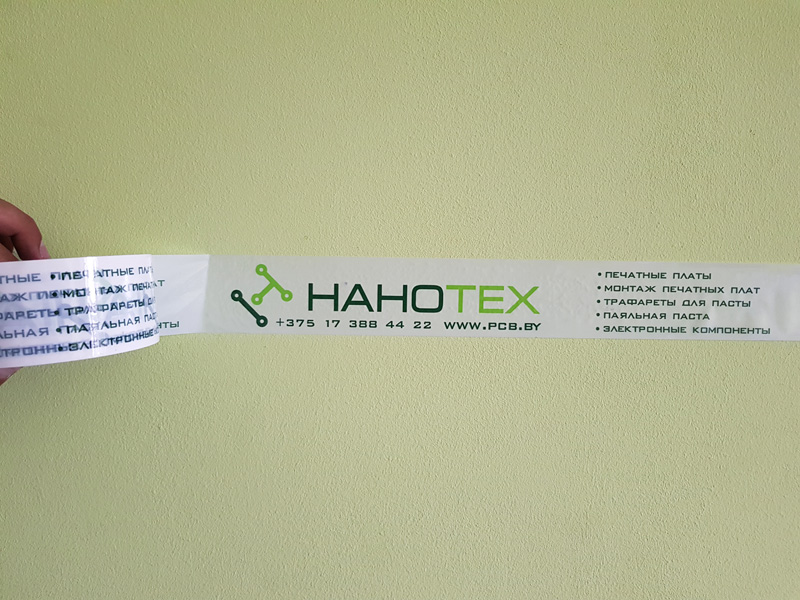 НАНОТЕХ
+375 17 388 44 22 WWW.PCB.BY
• ПЕЧАТНЫЕ ПЛАТЫ
• МОНТАЖ ПЕЧАТНЫХ ПЛАТ
• ТРАФАРЕТЫ ДЛЯ ПАСТЫ
• ПАЯЛЬНАЯ ПАСТА
• ЭЛЕКТРОННЫЕ КОМПОНЕНТЫ